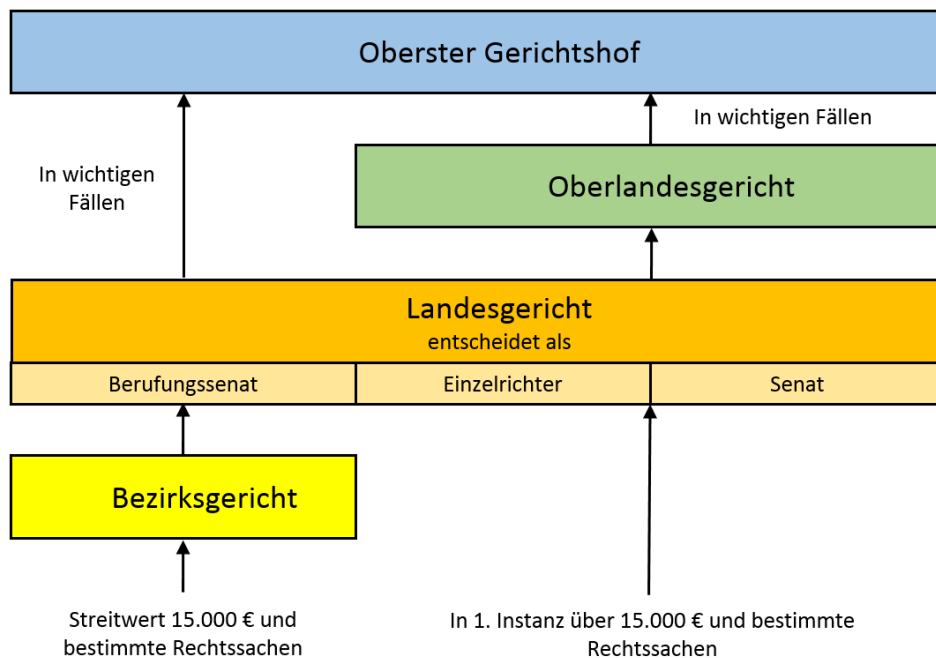 Oberster Gerichtshof
In wichtigen Fällen
In wichtigen
Fällen
Oberlandesgericht
Landesgericht
entscheidet als
Berufungssenat
Einzelrichter
Senat
Bezirksgericht
Streitwert 15.000 € und
bestimmte Rechtssachen
In 1. Instanz über 15.000 € und bestimmte
Rechtssachen